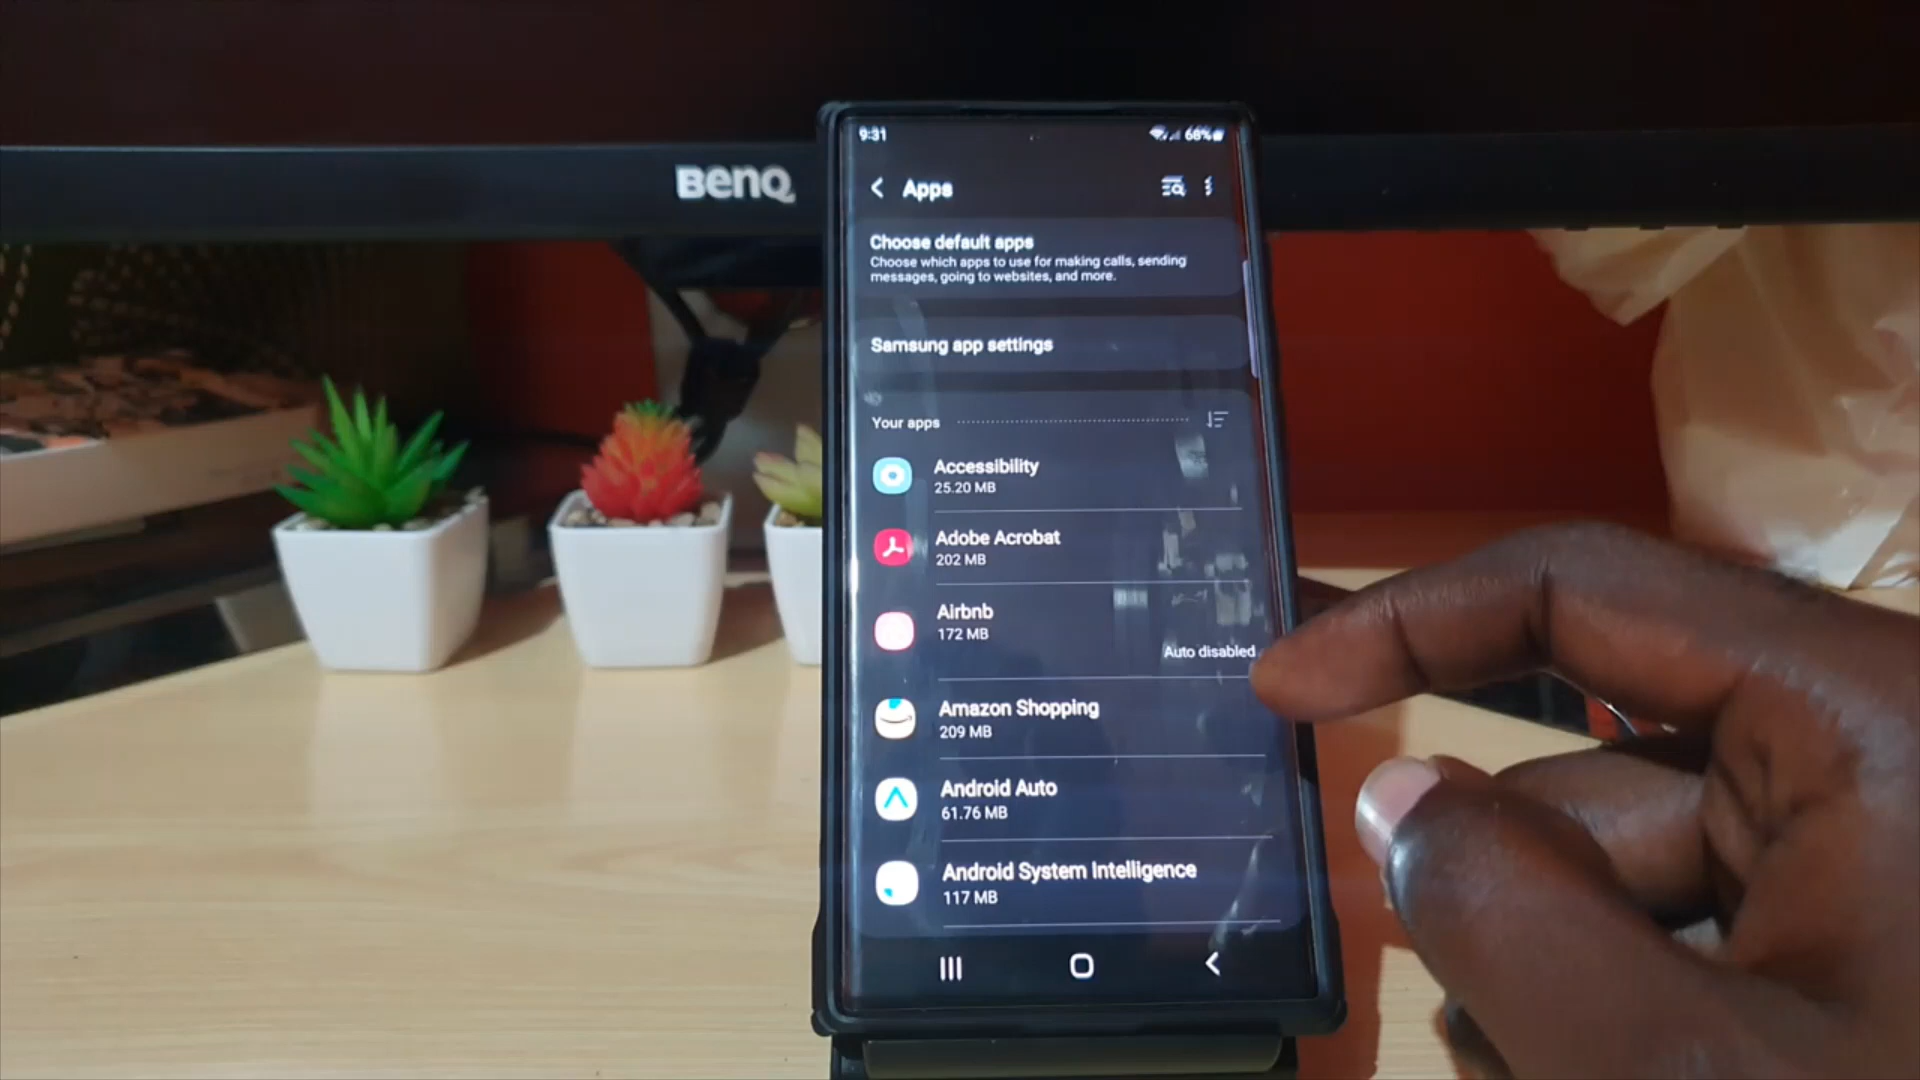 BenQ
9:31
68%
Apps
Choose default apps
Choose which apps to use for making calls, sending
messages, going to websites, and more.
Samsung app settings
Your apps
Accessibility
25.20 MB
Adobe Acrobat
202 MB
Airbnb
172 MB
Auto disabled
Amazon Shopping
209 MB
Android Auto
61.76 MB
Android System Intelligence
117 MB